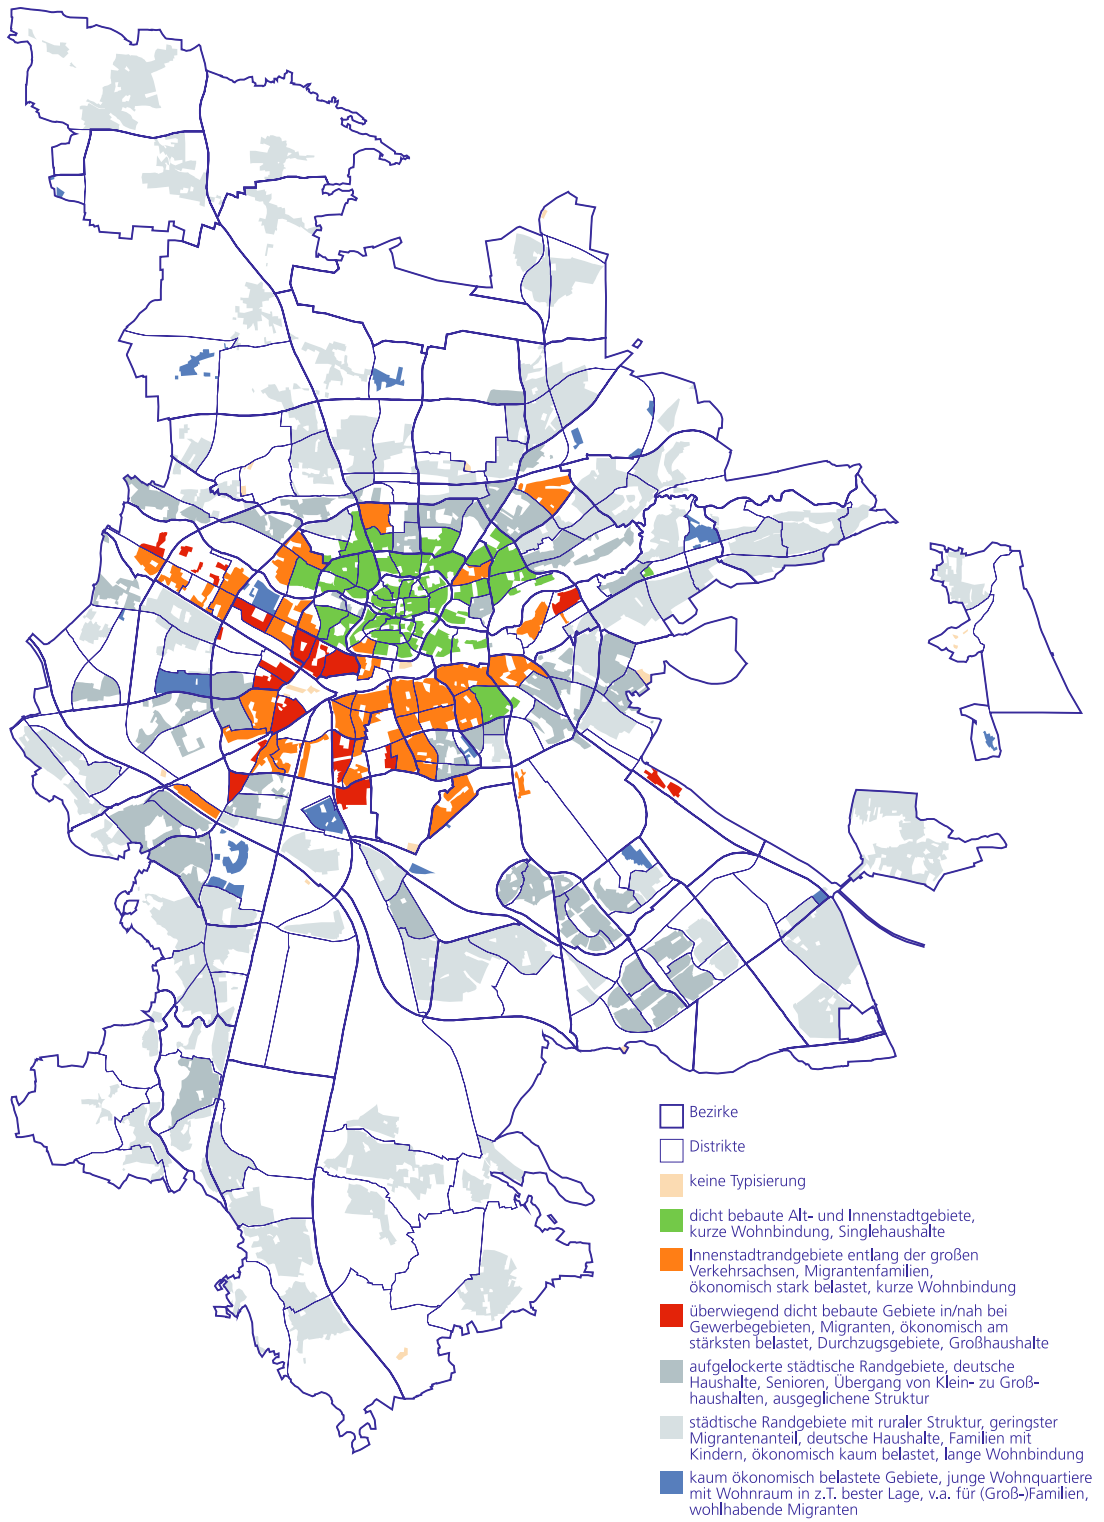 Bezirke
Distrikte
keine Typisierung
dicht bebaute Alt- und Innenstadtgebiete,
kurze Wohnbindung, Singlehaushalte
Innenstadtrandgebiete entlang der großen
Verkehrsachsen, Migrantenfamilien,
ökonomisch stark belastet, kurze Wohnbindung
überwiegend dicht bebaute Gebiete in/nah bei
Gewerbegebieten, Migranten, ökonomisch am
stärksten belastet, Durchzugsgebiete, Großhaushalte
aufgelockerte städtische Randgebiete, deutsche
Haushalte, Senioren, Übergang von Klein- zu Groß-
haushalten, ausgeglichene Struktur
städtische Randgebiete mit ruraler Struktur, geringster
Migrantenanteil, deutsche Haushalte, Familien mit
Kindern, ökonomisch kaum belastet, lange Wohnbindung
kaum ökonomisch belastete Gebiete, junge Wohnquartiere
mit Wohnraum in z.T. bester Lage, v.a. für (Groß-)Familien,
wohlhabende Migranten